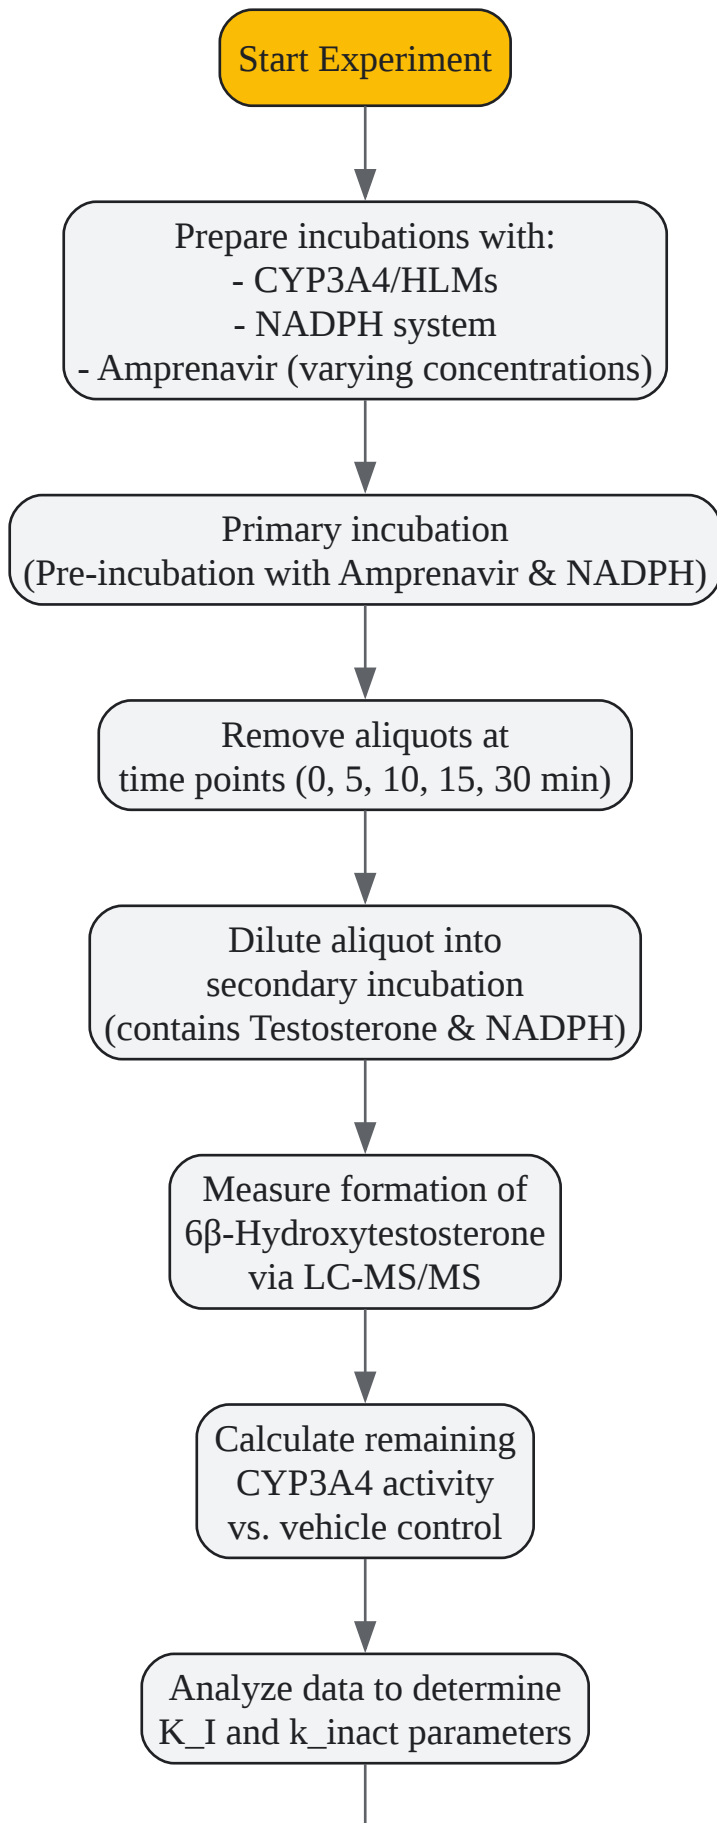 Start Experiment
Prepare incubations with:
- CYP3A4/HLMs
- NADPH system
- Amprenavir (varying concentrations)
Primary incubation
(Pre-incubation with Amprenavir & NADPH)
Remove aliquots at
time points (0, 5, 10, 15, 30 min)
Dilute aliquot into
secondary incubation
(contains Testosterone & NADPH)
Measure formation of
6β-Hydroxytestosterone
via LC-MS/MS
Calculate remaining
CYP3A4 activity
vs. vehicle control
Analyze data to determine
K_I and k_inact parameters